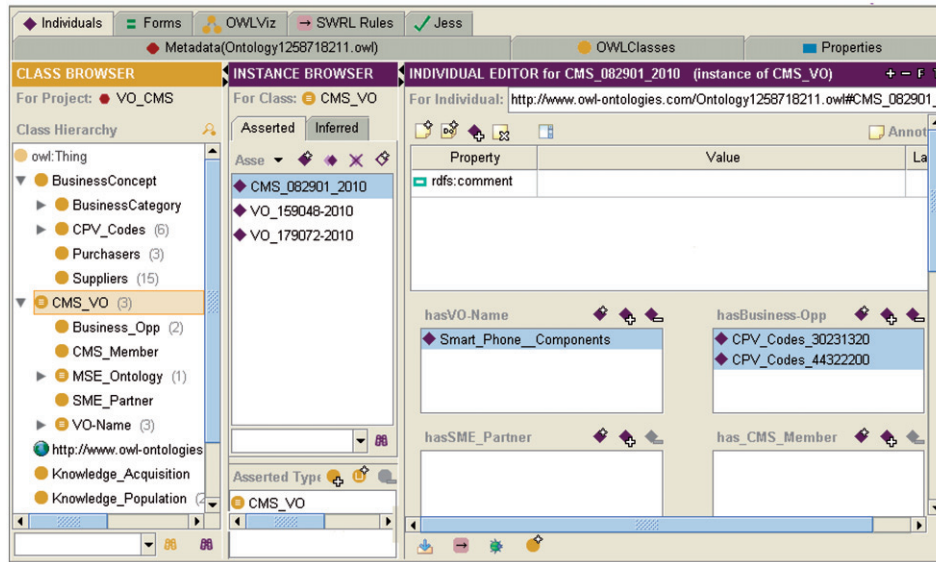 Individuals Forms OWLViz SWRL Rules Jess
Metadata(Ontology1258718211.owl) OWLClasses Properties
CLASS BROWSER
For Project: VO_CMS
Class Hierarchy
owl:Thing
BusinessConcept
BusinessCategory
CPV_Codes (6)
Purchasers (3)
Suppliers (15)
CMS_VO (3)
Business_Opp (2)
CMS_Member
MSE_Ontology (1)
SME_Partner
VO-Name (3)
http://www.owl-ontologies
Knowledge_Acquisition
Knowledge_Population (2
INSTANCE BROWSER
For Class: CMS_VO
Asserted Inferred
Asse
CMS_082901_2010
VO_159048-2010
VO_179072-2010
Asserted Type
CMS_VO
INDIVIDUAL EDITOR for CMS_082901_2010 (instance of CMS_VO) + − F T
For Individual: http://www.owl-ontologies.com/Ontology1258718211.owl#CMS_082901_
Annot
Property Value La
rdfs:comment
hasVO-Name hasBusiness-Opp
Smart_Phone__Components CPV_Codes_30231320
CPV_Codes_44322200
hasSME_Partner has_CMS_Member